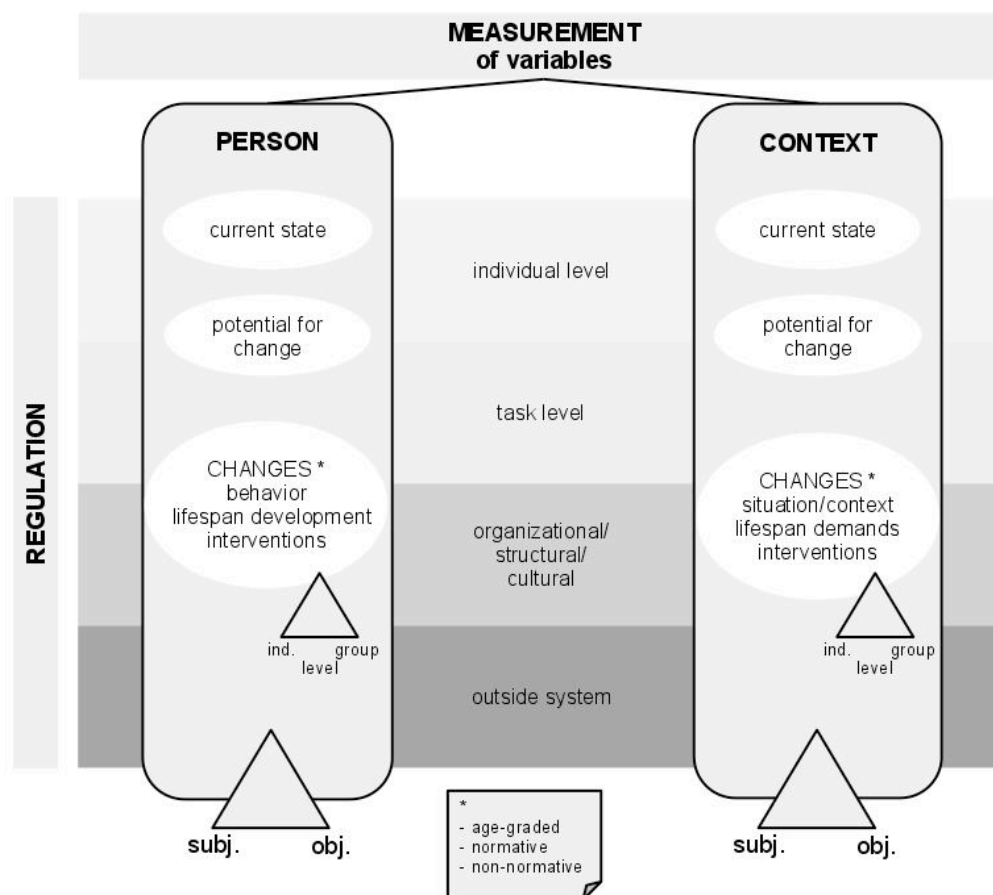 MEASUREMENT
of variables
PERSON
CONTEXT
REGULATION
current state
current state
individual level
potential for
change
potential for
change
task level
CHANGES *
behavior
lifespan development
interventions
CHANGES *
situation/context
lifespan demands
interventions
organizational/
structural/
cultural
ind. group
level
ind. group
level
outside system
subj. obj.
subj. obj.
*
- age-graded
- normative
- non-normative